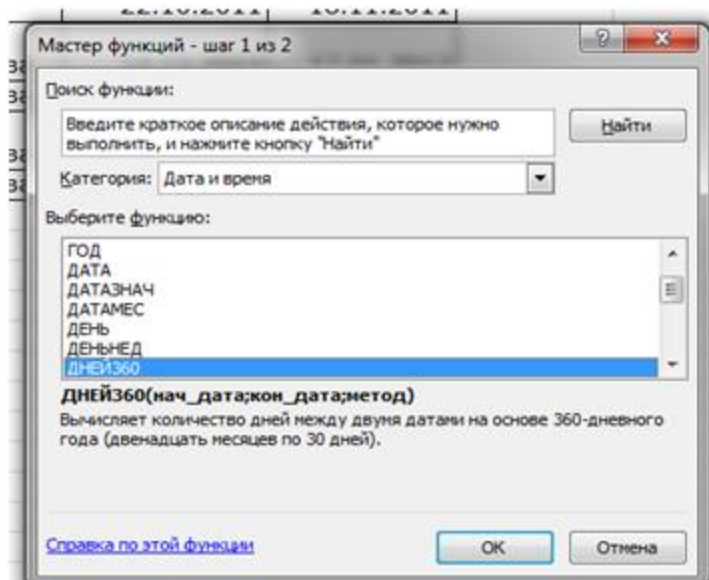 Мастер функций - шаг 1 из 2
Поиск функции:
Введите краткое описание действия, которое нужно
выполнить, и нажмите кнопку "Найти"
Найти
Категория: Дата и время
Выберите функцию:
ГОД
ДАТА
ДАТАЗНАЧ
ДАТАМЕС
ДЕНЬ
ДЕНЬНЕД
ДНЕЙ360
ДНЕЙ360(нач_дата;кон_дата;метод)
Вычисляет количество дней между двумя датами на основе 360-дневного
года (двенадцать месяцев по 30 дней).
Справка по этой функции
ОК
Отмена